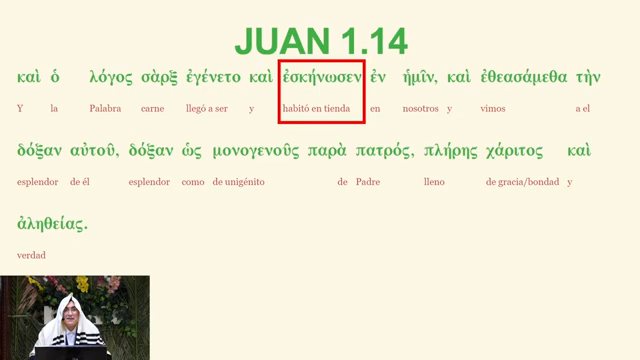 JUAN 1.14
καὶ ὁ λόγος σὰρξ ἐγένετο καὶ ἐσκήνωσεν ἐν ἡμῖν, καὶ ἐθεασάμεθα τὴν
Y la Palabra carne llegó a ser y habitó en tienda en nosotros y vimos a el
δόξαν αὐτοῦ, δόξαν ὡς μονογενοῦς παρὰ πατρός, πλήρης χάριτος καὶ
esplendor de él esplendor como de unigénito de Padre lleno de gracia/bondad y
ἀληθείας.
verdad